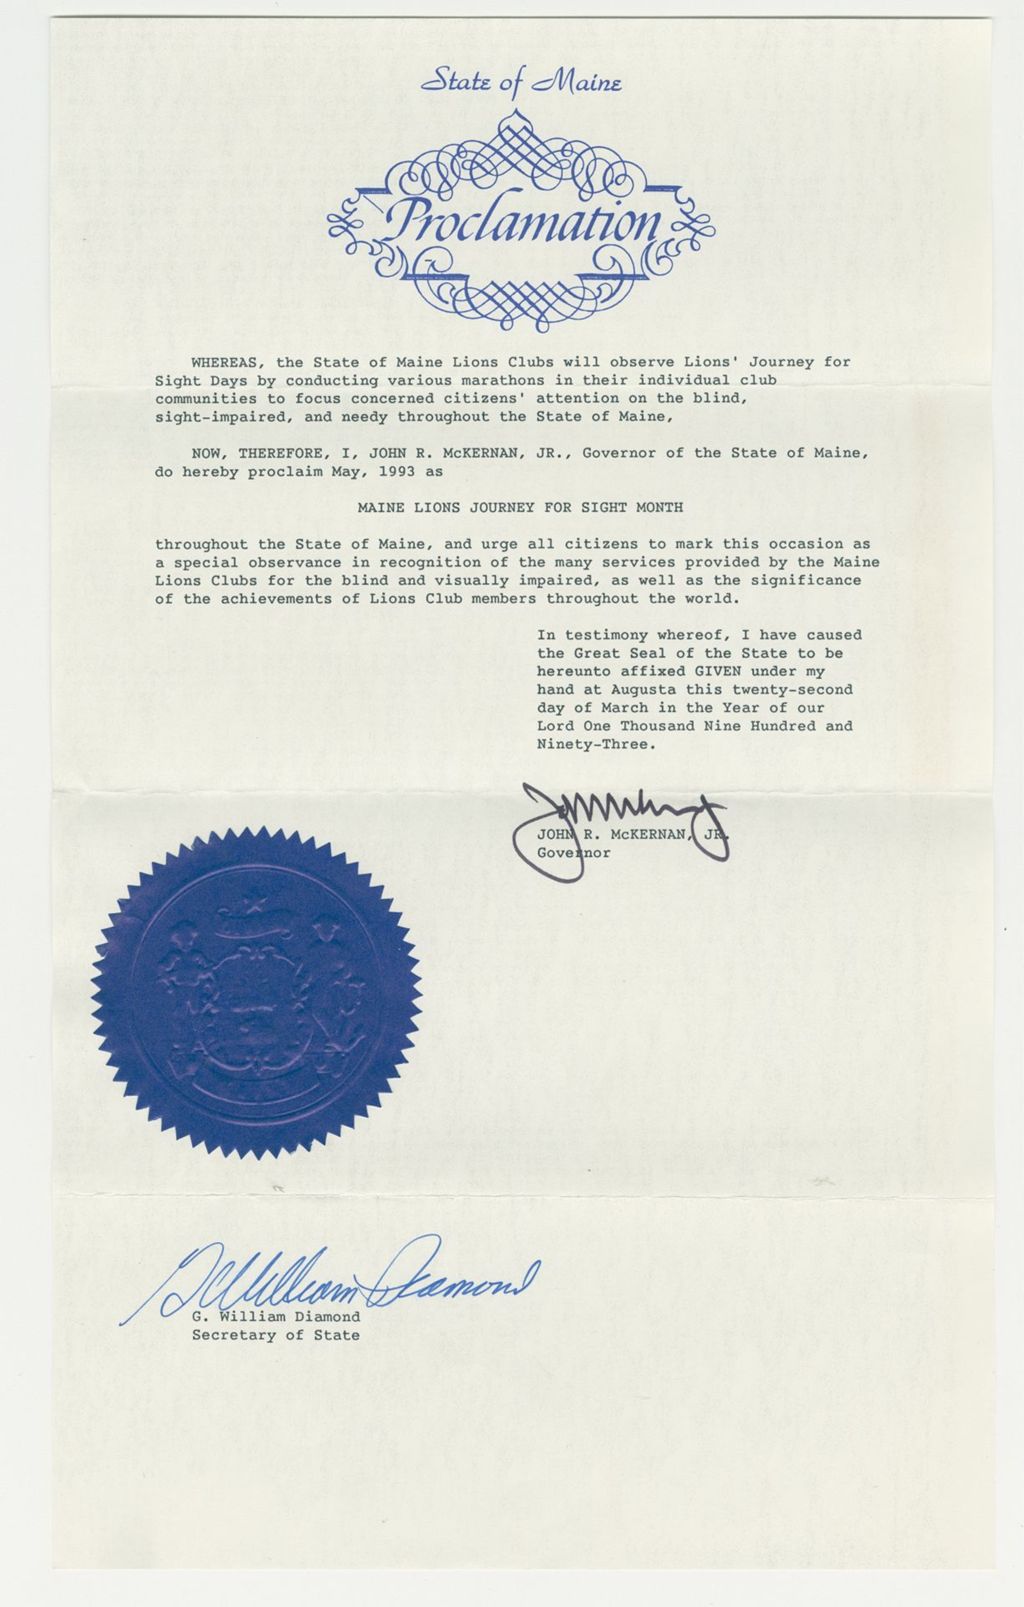 State of Maine
Proclamation
WHEREAS, the State of Maine Lions Clubs will observe Lions' Journey for
Sight Days by conducting various marathons in their individual club
communities to focus concerned citizens' attention on the blind,
sight-impaired, and needy throughout the State of Maine,
NOW, THEREFORE, I, JOHN R. McKERNAN, JR., Governor of the State of Maine,
do hereby proclaim May, 1993 as
MAINE LIONS JOURNEY FOR SIGHT MONTH
throughout the State of Maine, and urge all citizens to mark this occasion as
a special observance in recognition of the many services provided by the Maine
Lions Clubs for the blind and visually impaired, as well as the significance
of the achievements of Lions Club members throughout the world.
In testimony whereof, I have caused
the Great Seal of the State to be
hereunto affixed GIVEN under my
hand at Augusta this twenty-second
day of March in the Year of our
Lord One Thousand Nine Hundred and
Ninety-Three.
JOHN R. McKERNAN, JR.
Governor
G William Diamond
G. William Diamond
Secretary of State